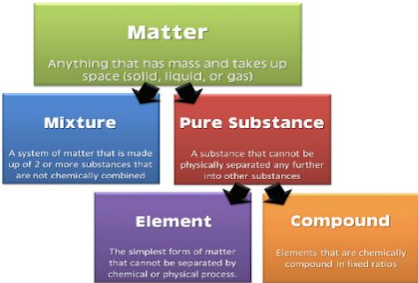 Matter
Anything that has mass and takes up
space (solid, liquid, or gas)
Mixture
A system of matter that is made
up of 2 or more substances that
are not chemically combined
Pure Substance
A substance that cannot be
physically separated any further
into other substances
Element
The simplest form of matter
that cannot be separated by
chemical or physical process.
Compound
Elements that are chemically
compound in fixed ratios